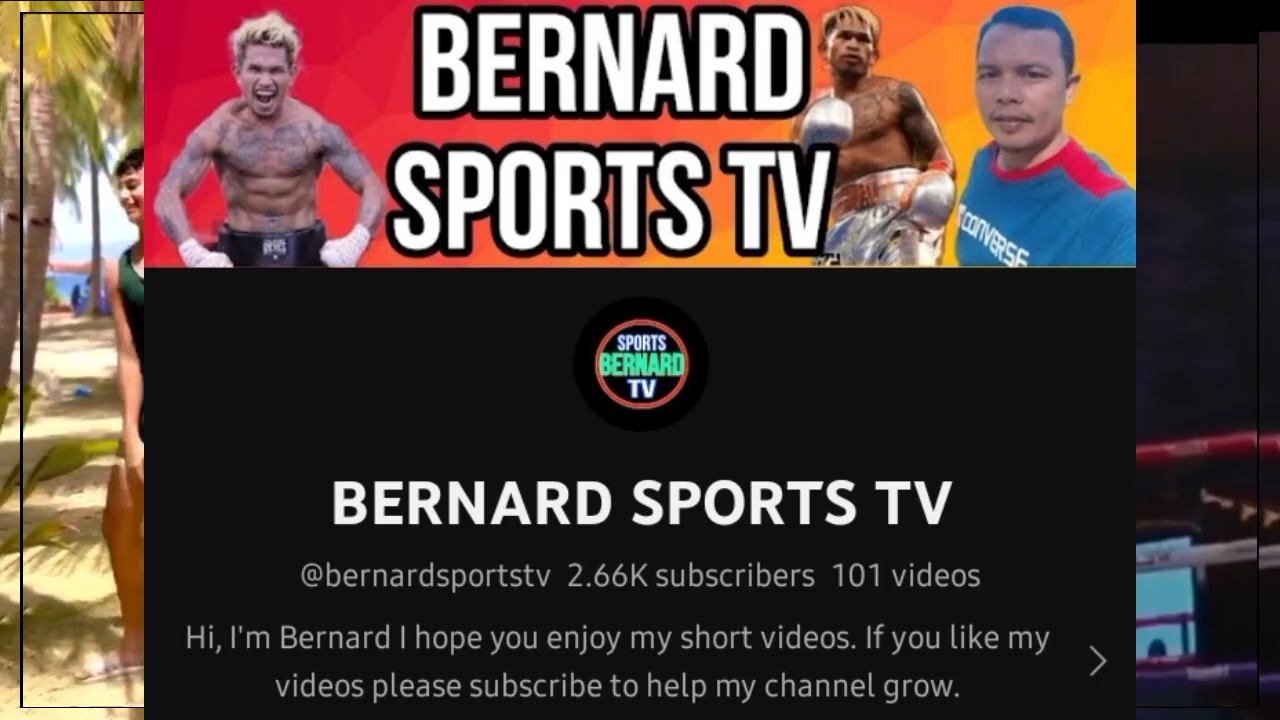 BERNARD
SPORTS TV
CONVERSE
SPORTS
BERNARD
TV
BERNARD SPORTS TV
@bernardsportstv 2.66K subscribers 101 videos
Hi, I'm Bernard I hope you enjoy my short videos. If you like my
videos please subscribe to help my channel grow.